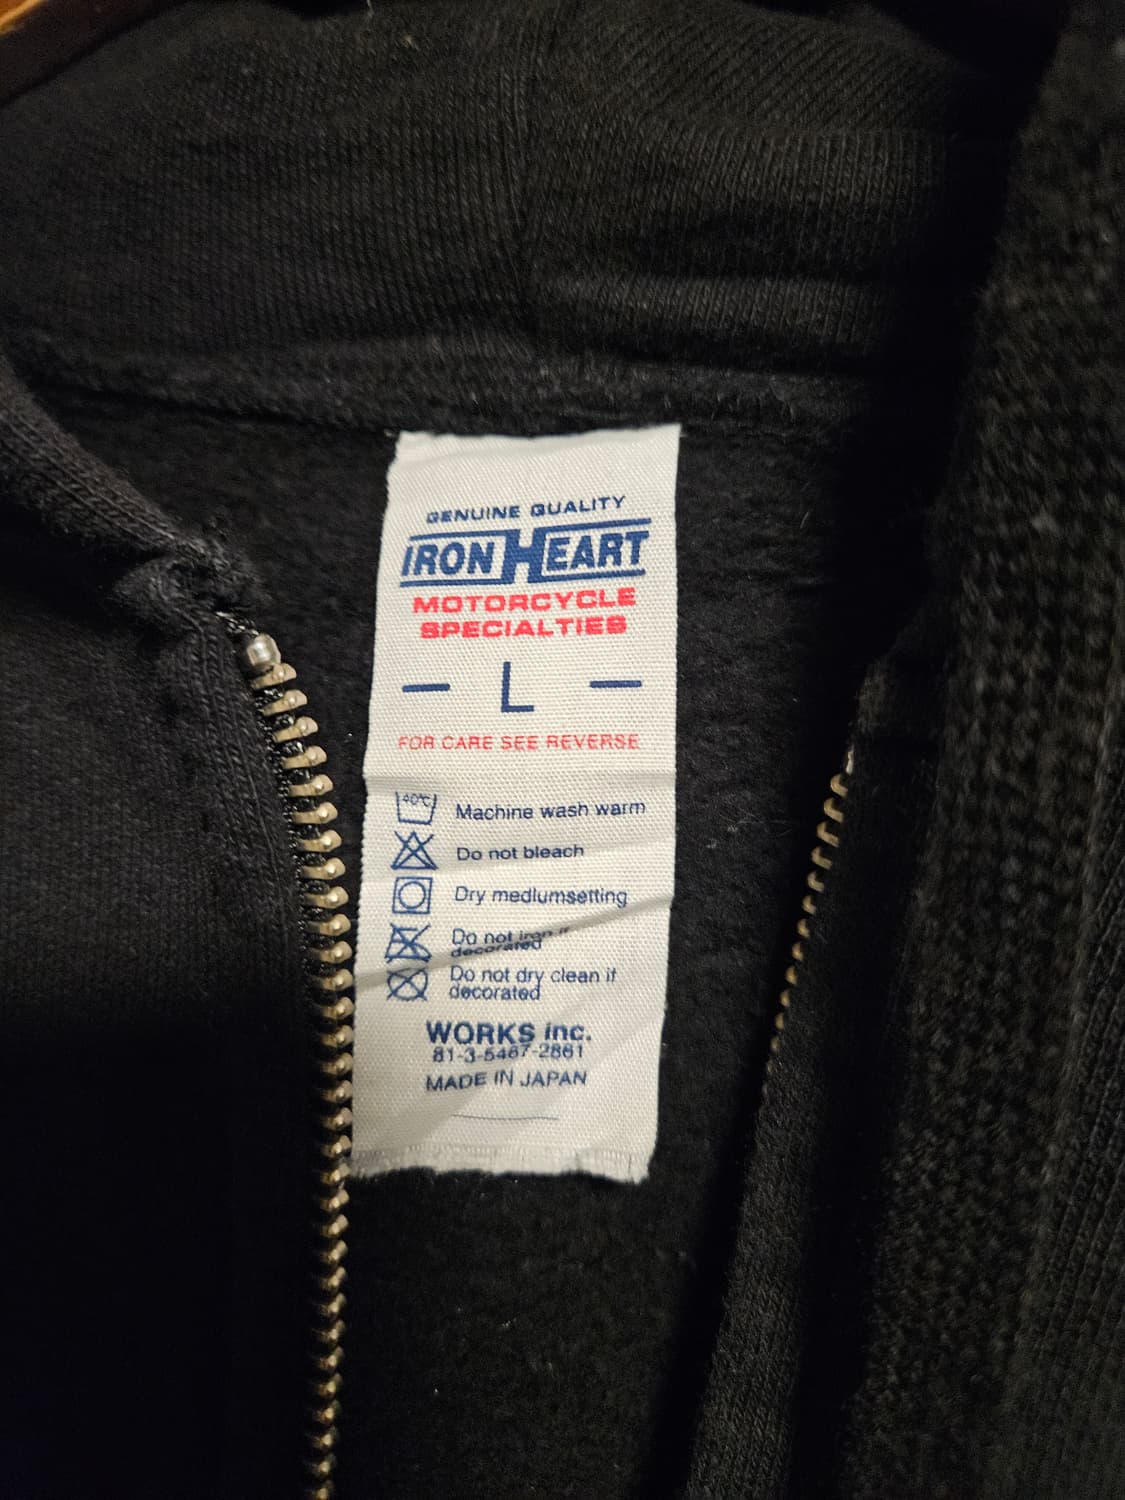 GENUINE QUALITY
IRON HEART
MOTORCYCLE
SPECIALTIES
– L –
FOR CARE SEE REVERSE
40℃ Machine wash warm
Do not bleach
Dry mediumsetting
Do not iron if
decorated
Do not dry clean if
decorated
WORKS inc.
81-3-5467-2861
MADE IN JAPAN